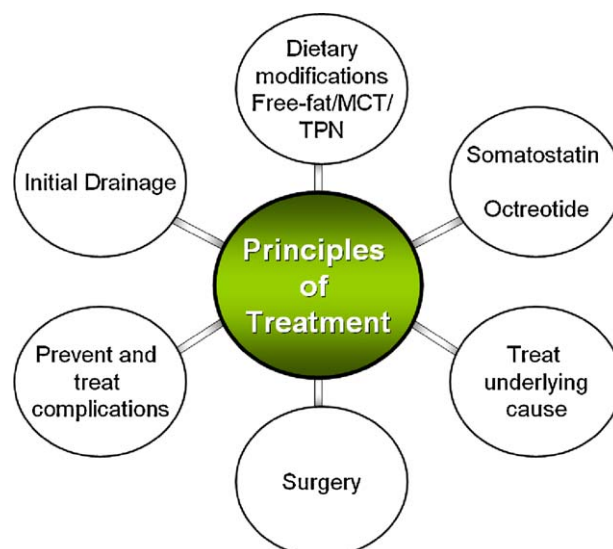 Dietary
modifications
Free-fat/MCT/
TPN
Somatostatin
Octreotide
Treat
underlying
cause
Surgery
Prevent and
treat
complications
Initial Drainage
Principles
of
Treatment